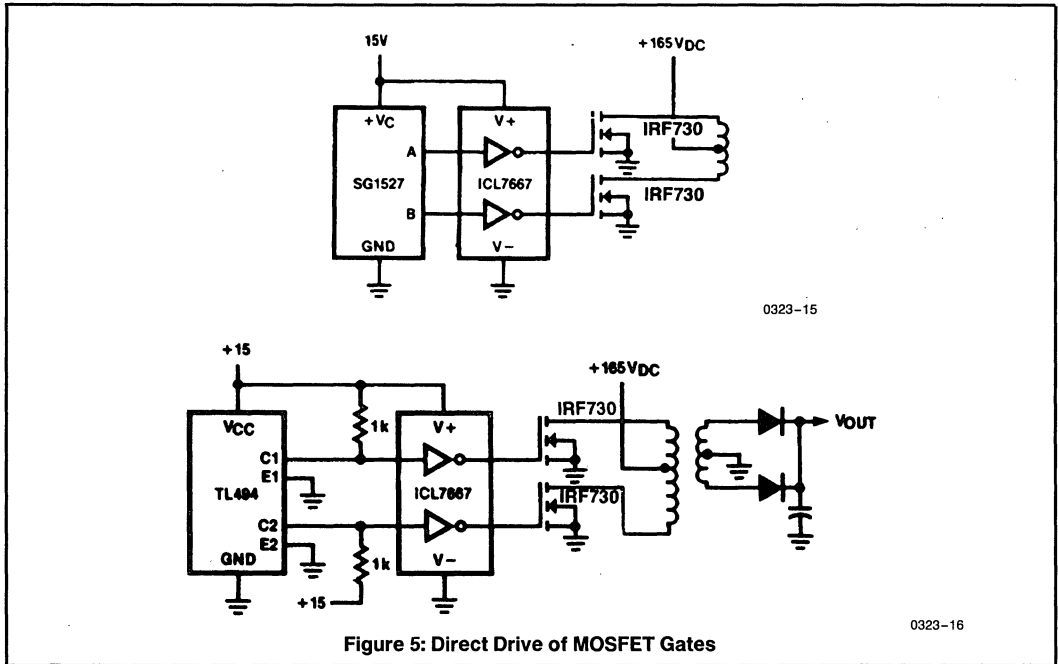 15V
+165VDC
+VC
V+
IRF730
A
SG1527
ICL7667
B
IRF730
GND
V-
0323-15
+15
+165VDC
IRF730
VCC
1k
V+
VOUT
C1
E1
TL494
ICL7667
IRF730
C2
E2
GND
1k
V-
+15
0323-16
Figure 5: Direct Drive of MOSFET Gates